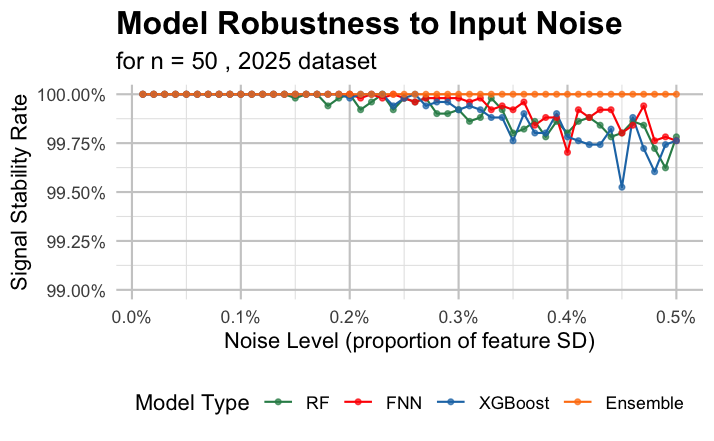 Model Robustness to Input Noise
for n = 50 , 2025 dataset
Signal Stability Rate
100.00%
99.75%
99.50%
99.25%
99.00%
0.0% 0.1% 0.2% 0.3% 0.4% 0.5%
Noise Level (proportion of feature SD)
Model Type RF FNN XGBoost Ensemble